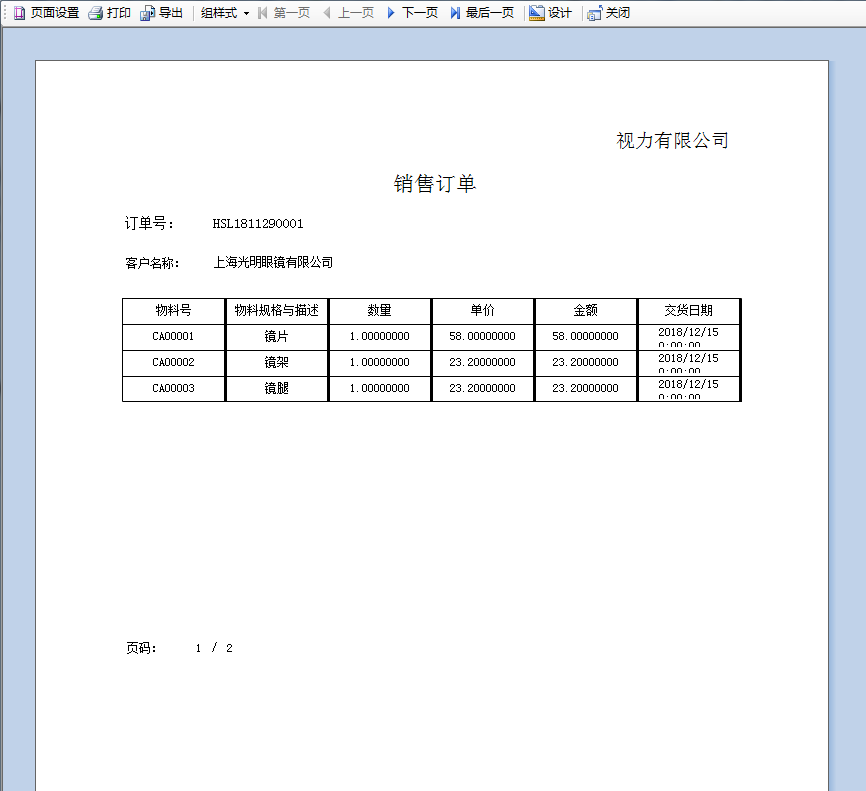 页面设置 打印 导出 组样式 第一页 上一页 下一页 最后一页 设计 关闭
视力有限公司
销售订单
订单号： HSL1811290001
客户名称： 上海光明眼镜有限公司
物料号 物料规格与描述 数量 单价 金额 交货日期
CA00001 镜片 1.00000000 58.00000000 58.00000000 2018/12/15 0:00:00
CA00002 镜架 1.00000000 23.20000000 23.20000000 2018/12/15 0:00:00
CA00003 镜腿 1.00000000 23.20000000 23.20000000 2018/12/15 0:00:00
页码： 1 / 2